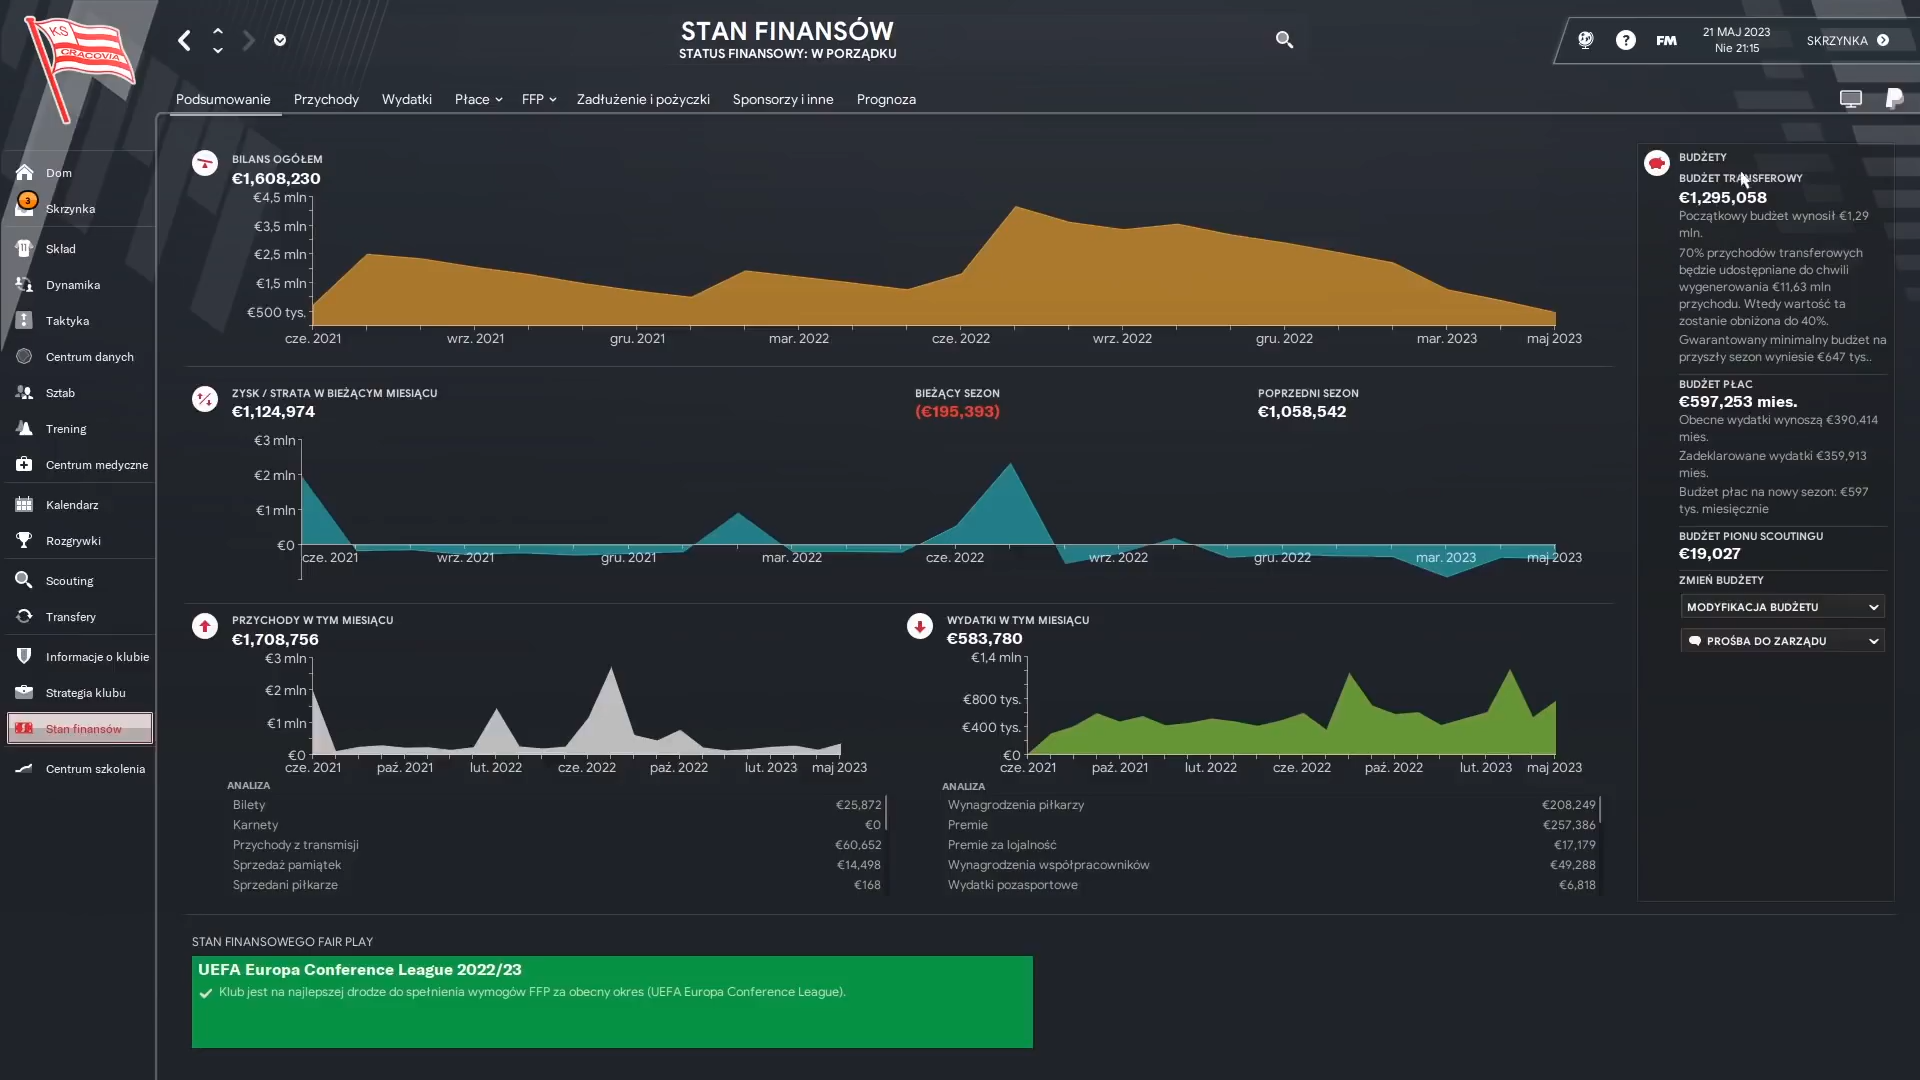 KS
CRACOVIA
STAN FINANSÓW
STATUS FINANSOWY: W PORZĄDKU
?
FM
21 MAJ 2023
Nie 21:15
SKRZYNKA
Podsumowanie
Przychody
Wydatki
Płace
FFP
Zadłużenie i pożyczki
Sponsorzy i inne
Prognoza
Dom
3
Skrzynka
Skład
Dynamika
Taktyka
Centrum danych
Sztab
Trening
Centrum medyczne
Kalendarz
Rozgrywki
Scouting
Transfery
Informacje o klubie
Strategia klubu
Stan finansów
Centrum szkolenia
BILANS OGÓŁEM
€1,608,230
€4,5 mln
€3,5 mln
€2,5 mln
€1,5 mln
€500 tys.
cze. 2021
wrz. 2021
gru. 2021
mar. 2022
cze. 2022
wrz. 2022
gru. 2022
mar. 2023
maj 2023
ZYSK / STRATA W BIEŻĄCYM MIESIĄCU
€1,124,974
BIEŻĄCY SEZON
(€195,393)
POPRZEDNI SEZON
€1,058,542
€3 mln
€2 mln
€1 mln
€0
cze. 2021
wrz. 2021
gru. 2021
mar. 2022
cze. 2022
wrz. 2022
gru. 2022
mar. 2023
maj 2023
PRZYCHODY W TYM MIESIĄCU
€1,708,756
€3 mln
€2 mln
€1 mln
€0
cze. 2021
paź. 2021
lut. 2022
cze. 2022
paź. 2022
lut. 2023
maj 2023
ANALIZA
Bilety €25,872
Karnety €0
Przychody z transmisji €60,652
Sprzedaż pamiątek €14,498
Sprzedani piłkarze €168
WYDATKI W TYM MIESIĄCU
€583,780
€1,4 mln
€800 tys.
€400 tys.
€0
cze. 2021
paź. 2021
lut. 2022
cze. 2022
paź. 2022
lut. 2023
maj 2023
ANALIZA
Wynagrodzenia piłkarzy €208,249
Premie €257,386
Premie za lojalność €17,179
Wynagrodzenia współpracowników €49,288
Wydatki pozasportowe €6,818
BUDŻETY
BUDŻET TRANSFEROWY
€1,295,058
Początkowy budżet wynosił €1,29
mln.
70% przychodów transferowych
będzie udostępniane do chwili
wygenerowania €11,63 mln
przychodu. Wtedy wartość ta
zostanie obniżona do 40%.
Gwarantowany minimalny budżet na
przyszły sezon wyniesie €647 tys..
BUDŻET PŁAC
€597,253 mies.
Obecne wydatki wynoszą €390,414
mies.
Zadeklarowane wydatki €359,913
mies.
Budżet płac na nowy sezon: €597
tys. miesięcznie
BUDŻET PIONU SCOUTINGU
€19,027
ZMIEŃ BUDŻETY
MODYFIKACJA BUDŻETU
PROŚBA DO ZARZĄDU
STAN FINANSOWEGO FAIR PLAY
UEFA Europa Conference League 2022/23
Klub jest na najlepszej drodze do spełnienia wymogów FFP za obecny okres (UEFA Europa Conference League).